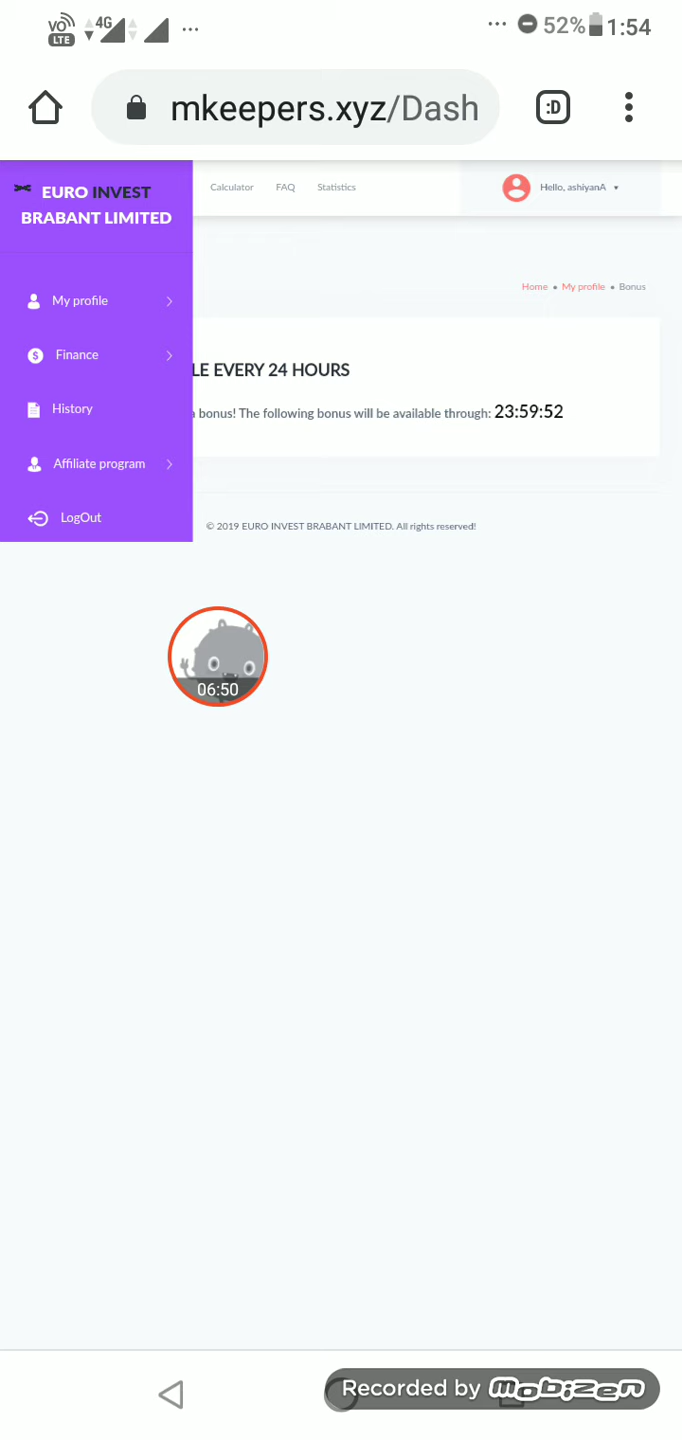 VO LTE 4G ... ... 52% 1:54
mkeepers.xyz/Dash :D
EURO INVEST
BRABANT LIMITED
Calculator FAQ Statistics Hello, ashiyanA
Home • My profile • Bonus
My profile
Finance
History
Affiliate program
LogOut
LE EVERY 24 HOURS
a bonus! The following bonus will be available through: 23:59:52
© 2019 EURO INVEST BRABANT LIMITED. All rights reserved!
06:50
Recorded by mobizen